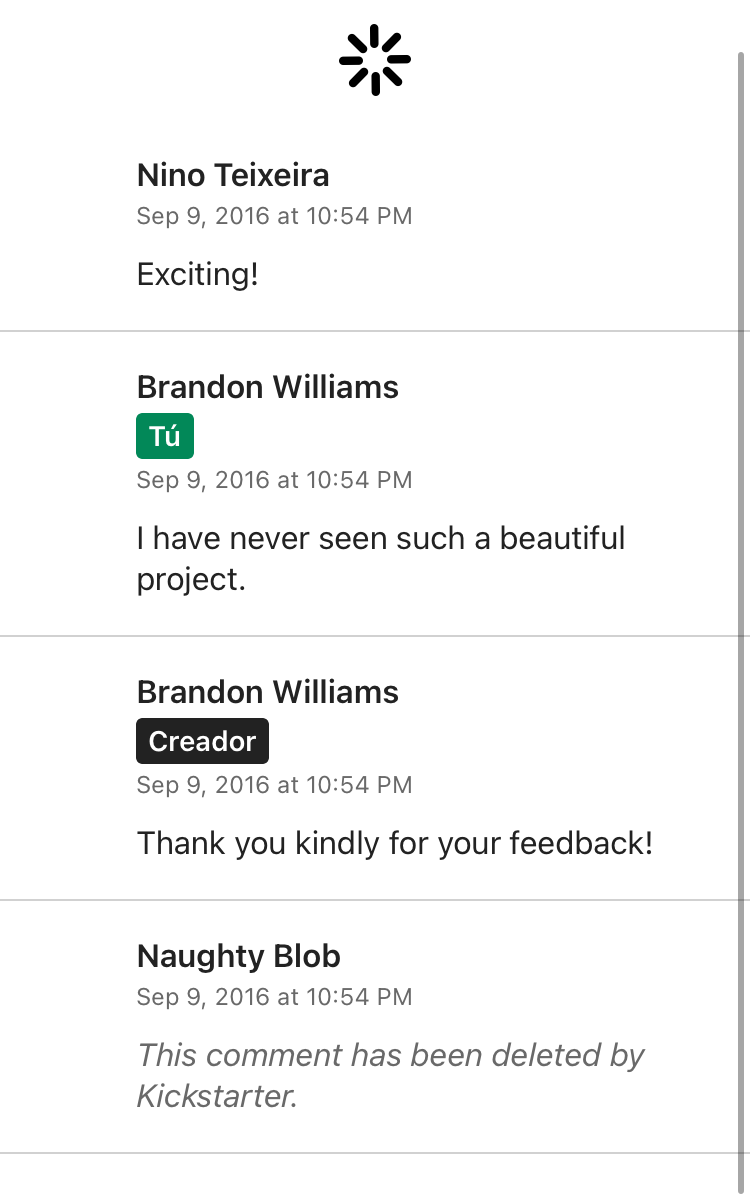 Nino Teixeira
Sep 9, 2016 at 10:54 PM
Exciting!
Brandon Williams
Tú
Sep 9, 2016 at 10:54 PM
I have never seen such a beautiful
project.
Brandon Williams
Creador
Sep 9, 2016 at 10:54 PM
Thank you kindly for your feedback!
Naughty Blob
Sep 9, 2016 at 10:54 PM
This comment has been deleted by
Kickstarter.